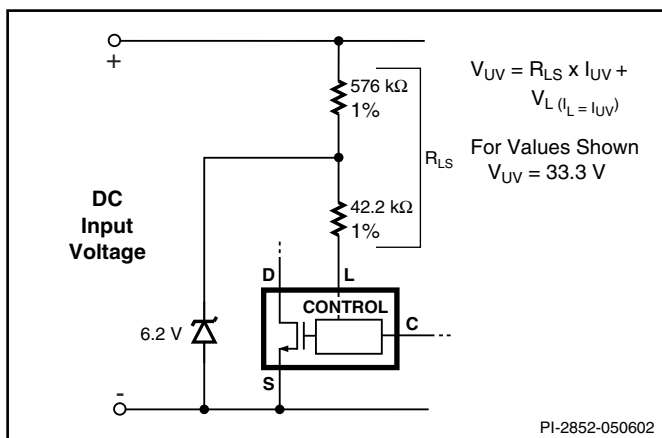 +
576 kΩ
1%
V_UV = R_LS x I_UV +
V_L (I_L = I_UV)
For Values Shown
V_UV = 33.3 V
R_LS
DC
Input
Voltage
42.2 kΩ
1%
D
L
CONTROL
C
6.2 V
S
-
PI-2852-050602